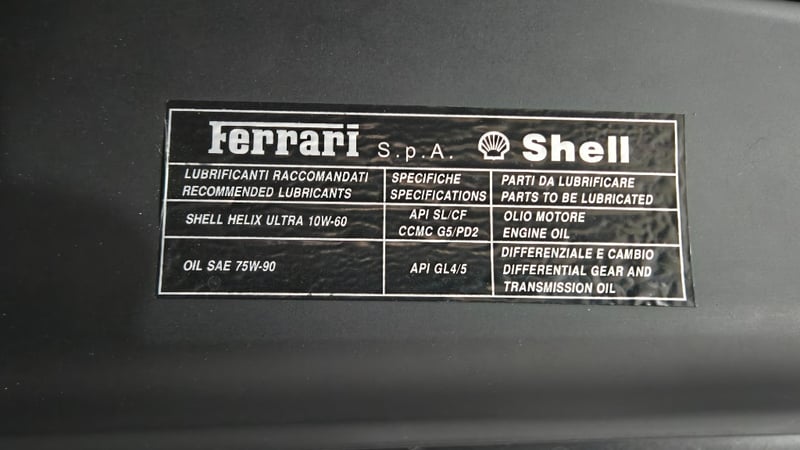 Ferrari S.p.A. Shell
LUBRIFICANTI RACCOMANDATI
RECOMMENDED LUBRICANTS
SPECIFICHE
SPECIFICATIONS
PARTI DA LUBRIFICARE
PARTS TO BE LUBRICATED
SHELL HELIX ULTRA 10W-60
API SL/CF
CCMC G5/PD2
OLIO MOTORE
ENGINE OIL
OIL SAE 75W-90
API GL4/5
DIFFERENZIALE E CAMBIO
DIFFERENTIAL GEAR AND
TRANSMISSION OIL